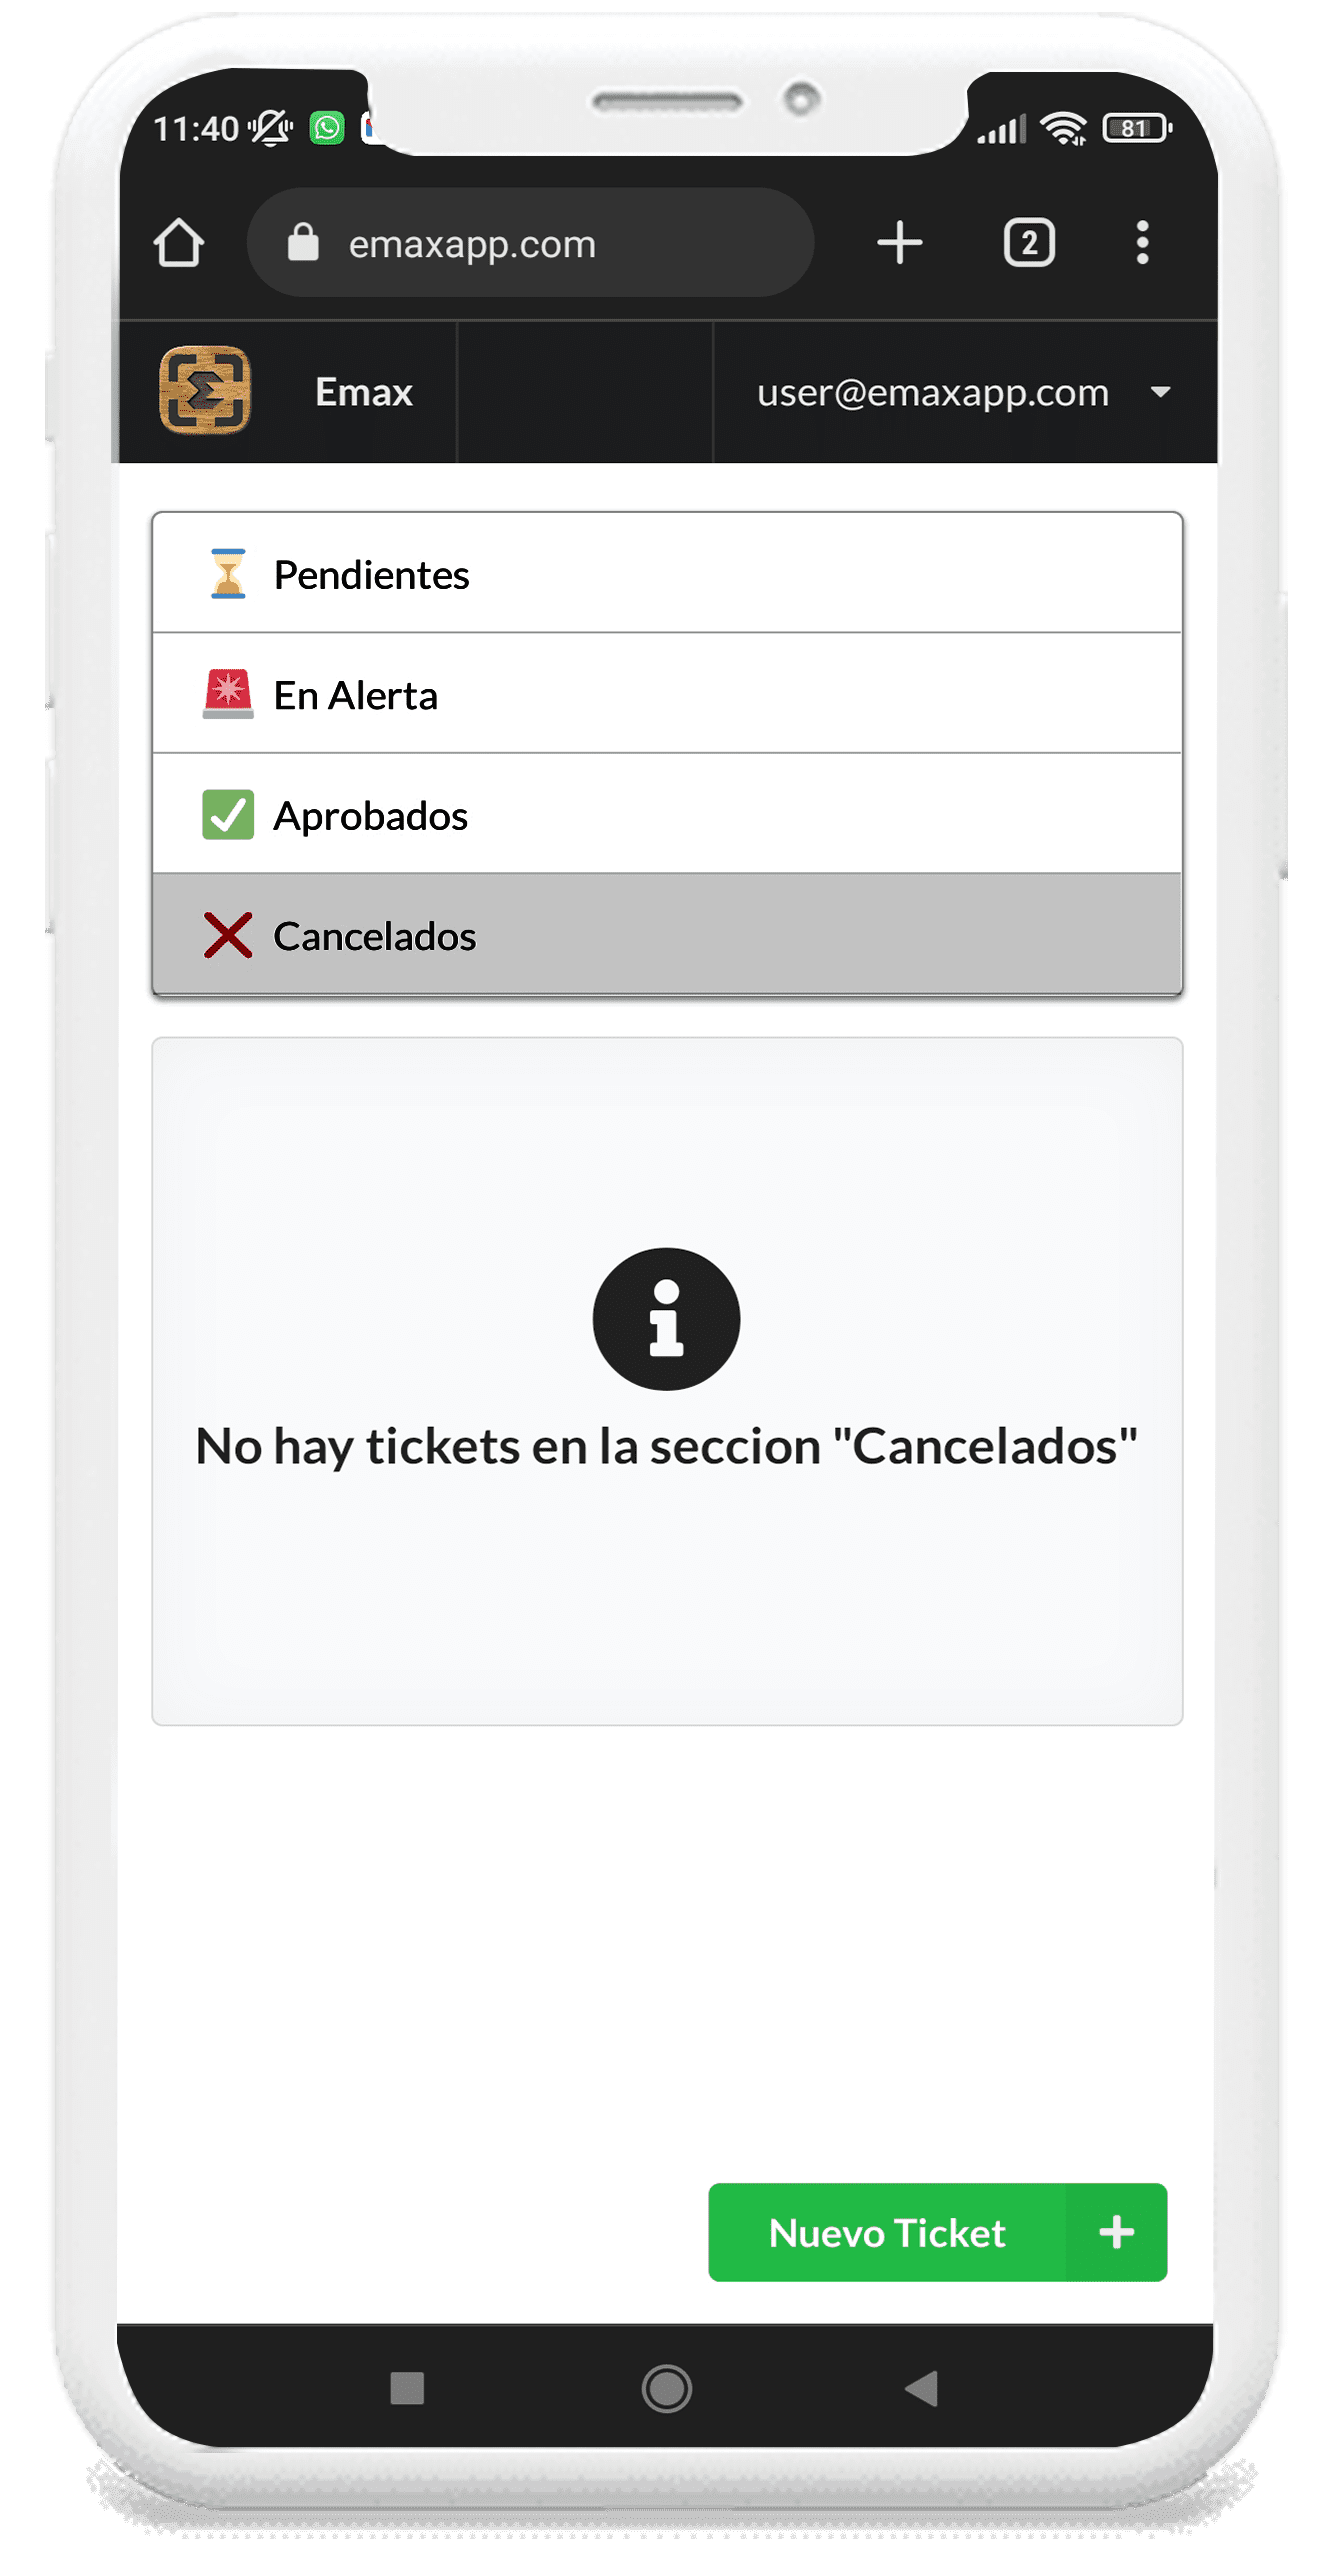 11:40
81
emaxapp.com
2
Emax
user@emaxapp.com
Pendientes
En Alerta
Aprobados
Cancelados
No hay tickets en la seccion "Cancelados"
Nuevo Ticket